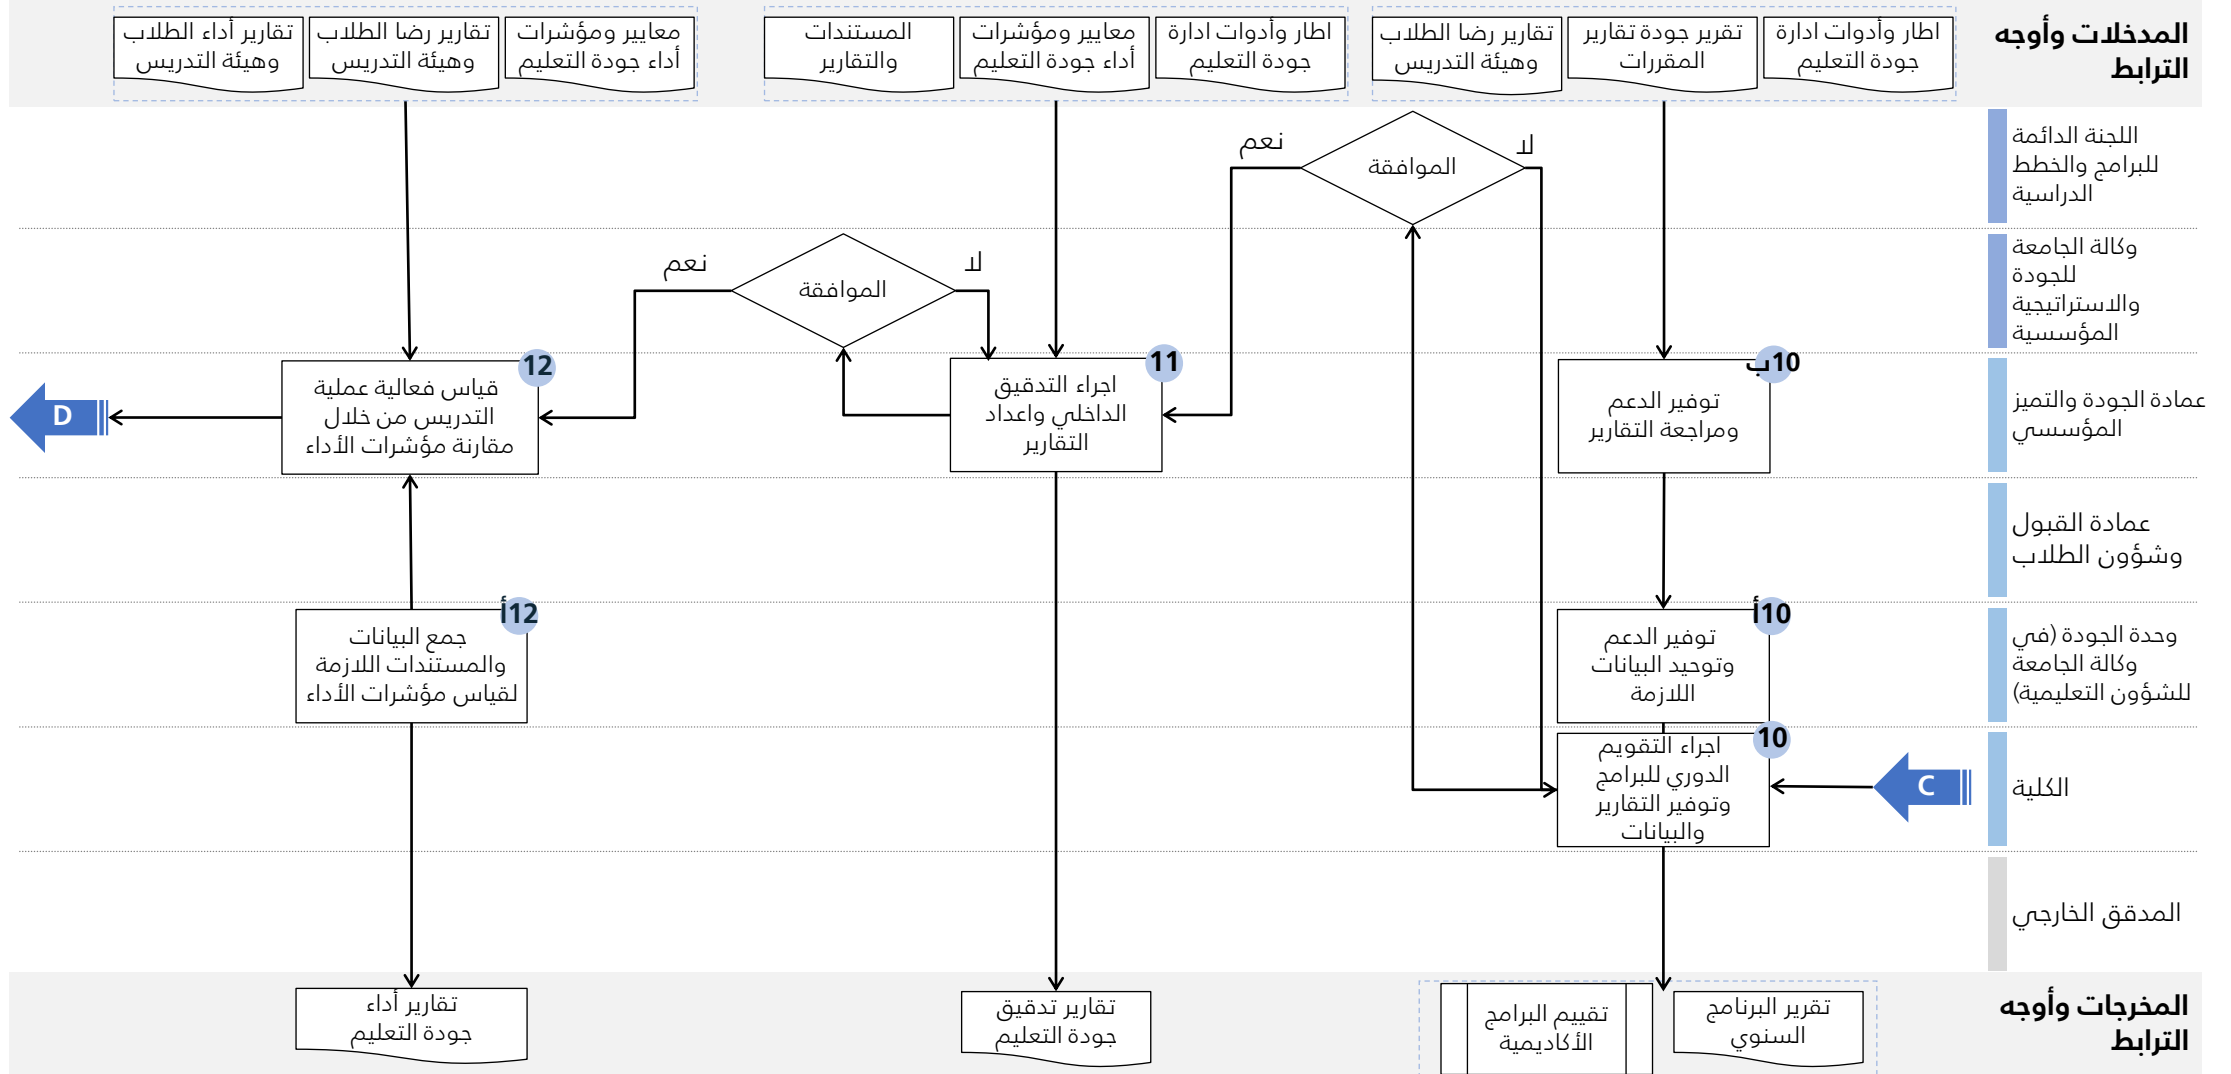 المدخلات وأوجه
الترابط
اطار وأدوات ادارة
جودة التعليم
تقرير جودة تقارير
المقررات
تقارير رضا الطلاب
وهيئة التدريس
اطار وأدوات ادارة
جودة التعليم
معايير ومؤشرات
أداء جودة التعليم
المستندات
والتقارير
معايير ومؤشرات
أداء جودة التعليم
تقارير رضا الطلاب
وهيئة التدريس
تقارير أداء الطلاب
وهيئة التدريس
اللجنة الدائمة
للبرامج والخطط
الدراسية
لا
الموافقة
نعم
وكالة الجامعة
للجودة
والاستراتيجية
المؤسسية
لا
الموافقة
نعم
عمادة الجودة والتميز
المؤسسي
10ب
توفير الدعم
ومراجعة التقارير
11
اجراء التدقيق
الداخلي واعداد
التقارير
12
قياس فعالية عملية
التدريس من خلال
مقارنة مؤشرات الأداء
D
عمادة القبول
وشؤون الطلاب
وحدة الجودة (في
وكالة الجامعة
للشؤون التعليمية)
10أ
توفير الدعم
وتوحيد البيانات
اللازمة
12أ
جمع البيانات
والمستندات اللازمة
لقياس مؤشرات الأداء
الكلية
C
10
اجراء التقويم
الدوري للبرامج
وتوفير التقارير
والبيانات
المدقق الخارجي
المخرجات وأوجه
الترابط
تقرير البرنامج
السنوي
تقييم البرامج
الأكاديمية
تقارير تدقيق
جودة التعليم
تقارير أداء
جودة التعليم